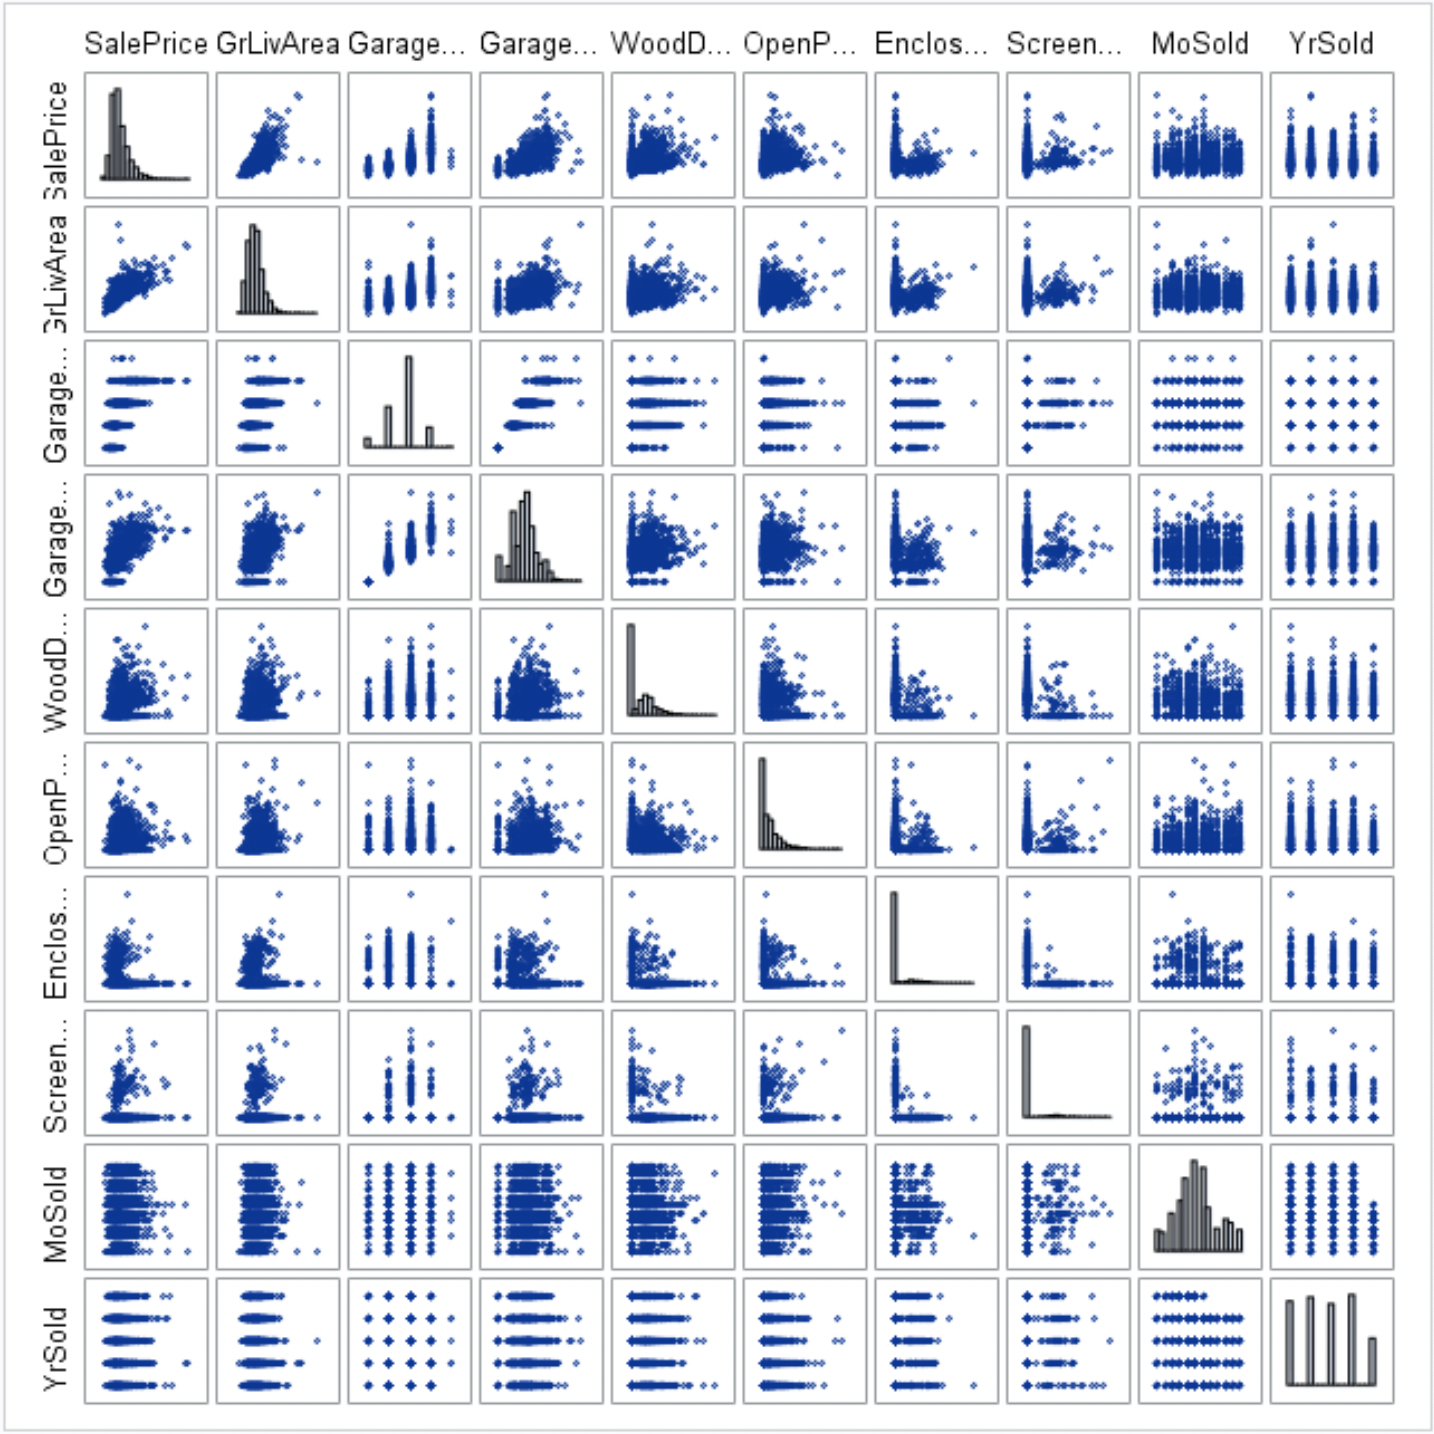 SalePrice GrLivArea Garage... Garage... WoodD... OpenP... Enclos... Screen... MoSold YrSold
SalePrice
GrLivArea
Garage...
Garage...
WoodD...
OpenP...
Enclos...
Screen...
MoSold
YrSold